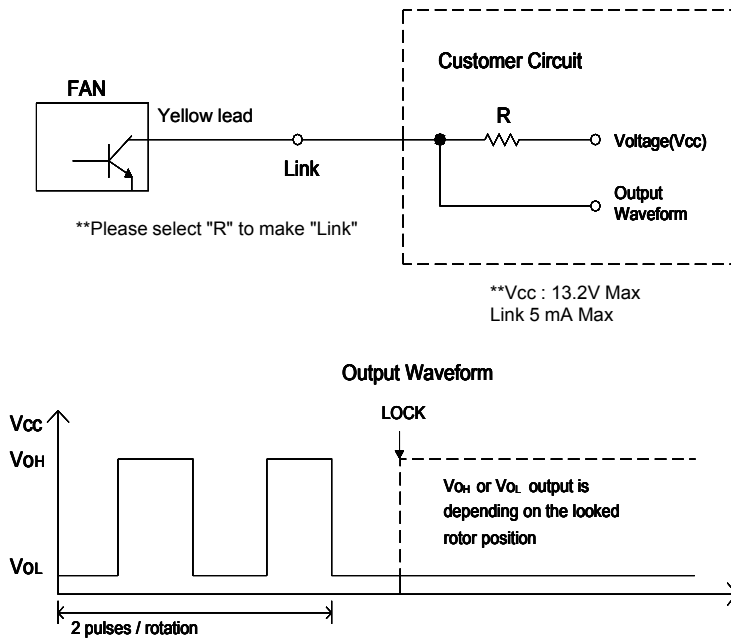 Customer Circuit
FAN
Yellow lead
R
Voltage(Vcc)
Link
Output
Waveform
**Please select "R" to make "Link"
**Vcc : 13.2V Max
Link 5 mA Max
Output Waveform
LOCK
Vcc
VOH
VOH or VOL output is
depending on the looked
rotor position
VOL
2 pulses / rotation